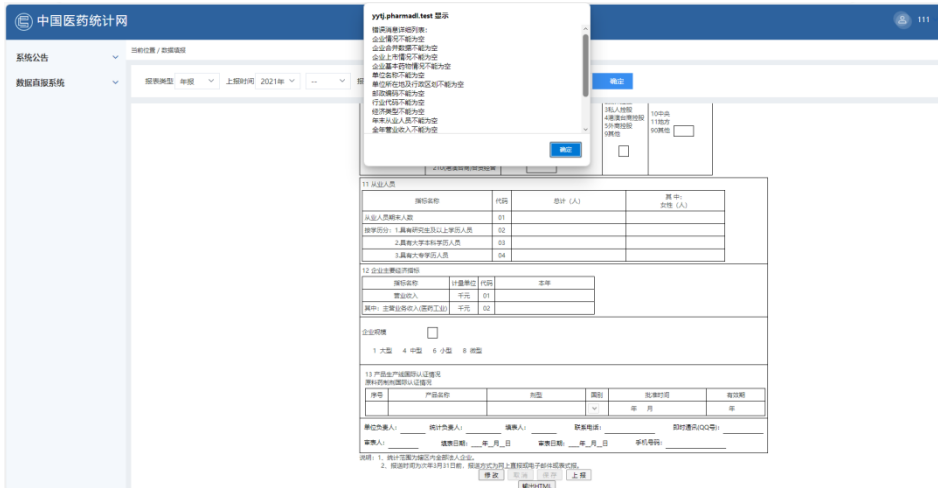 中国医药统计网
111
系统公告
数据直报系统
当前位置 / 数据填报
报表类型 年报 上报时间 2021年 -- 报
确定
yytj.pharmadl.test 显示
错误消息详细列表:
企业情况不能为空
企业合并数据不能为空
企业上市情况不能为空
企业基本药物情况不能为空
单位名称不能为空
单位所在地及行政区划不能为空
邮政编码不能为空
行业代码不能为空
经济类型不能为空
年末从业人员不能为空
全年营业收入不能为空
确定
3私人控股
4港澳台商控股
5外商控股
9其他
10中央
11地方
90其他
11 从业人员
指标名称 代码 总计（人） 其中:
女性（人）
从业人员期末人数 01
按学历分：1.具有研究生及以上学历人员 02
2.具有大学本科学历人员 03
3.具有大专学历人员 04
12 企业主要经济指标
指标名称 计量单位 代码 本年
营业收入 千元 01
其中：主营业务收入(医药工业) 千元 02
企业规模
1 大型 4 中型 6 小型 8 微型
13 产品生产线国际认证情况
原料药制剂国际认证情况
序号 产品名称 剂型 国别 批准时间 有效期
年 月 年
单位负责人: 统计负责人: 填表人: 联系电话: 即时通讯(QQ号):
审表人: 填表日期: 年 月 日 审表日期: 年 月 日 手机号码:
说明：1、统计范围为辖区内全部法人企业。
2、报送时间为次年3月31日前，报送方式为网上直报或电子邮件或表式报。
修 改 取 消 保 存 上 报
输出HTML